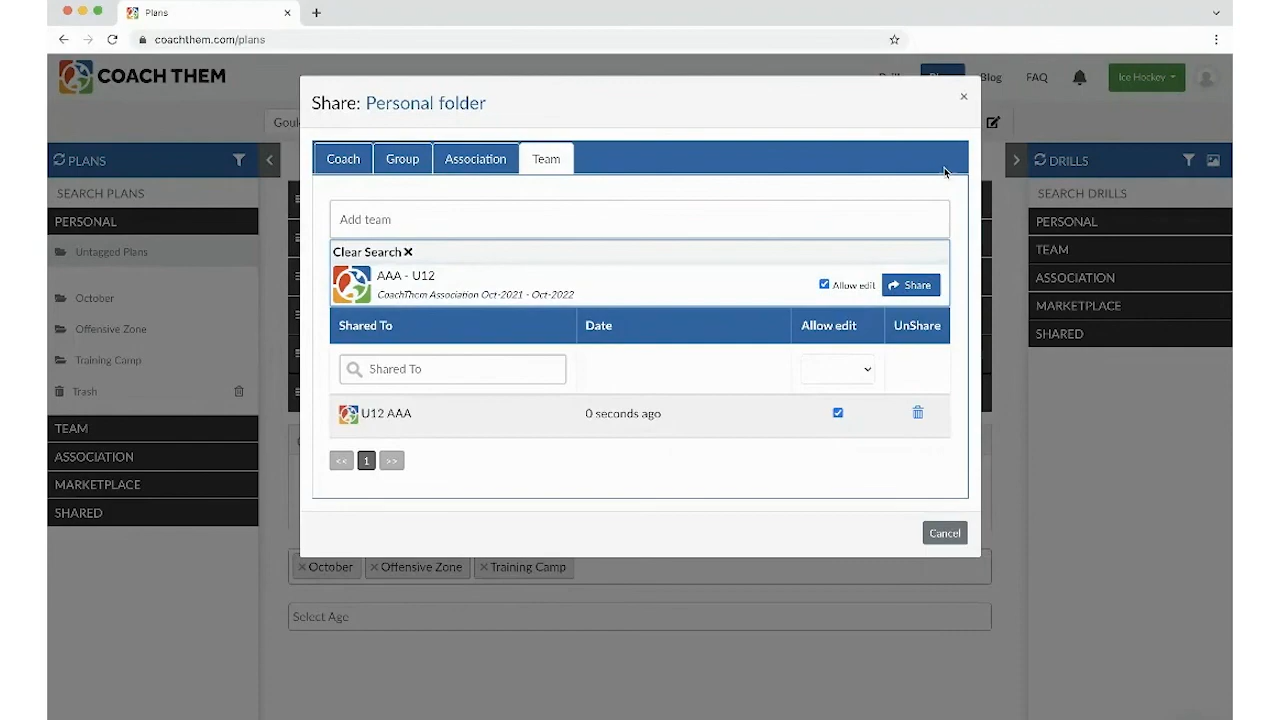 Plans
coachthem.com/plans
COACH THEM
Blog
FAQ
Ice Hockey
Share: Personal folder
PLANS
SEARCH PLANS
PERSONAL
Untagged Plans
October
Offensive Zone
Training Camp
Trash
TEAM
ASSOCIATION
MARKETPLACE
SHARED
Coach Group Association Team
Add team
Clear Search
AAA - U12
CoachThem Association Oct-2021 - Oct-2022
Allow edit
Share
Shared To Date Allow edit UnShare
Shared To
U12 AAA 0 seconds ago
<< 1 >>
Cancel
October Offensive Zone Training Camp
Select Age
DRILLS
SEARCH DRILLS
PERSONAL
TEAM
ASSOCIATION
MARKETPLACE
SHARED